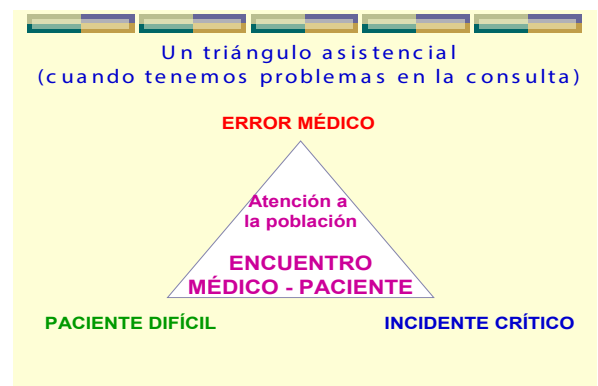 Un triángulo asistencial
(cuando tenemos problemas en la consulta)
ERROR MÉDICO
Atención a
la población
ENCUENTRO
MÉDICO - PACIENTE
PACIENTE DIFÍCIL
INCIDENTE CRÍTICO